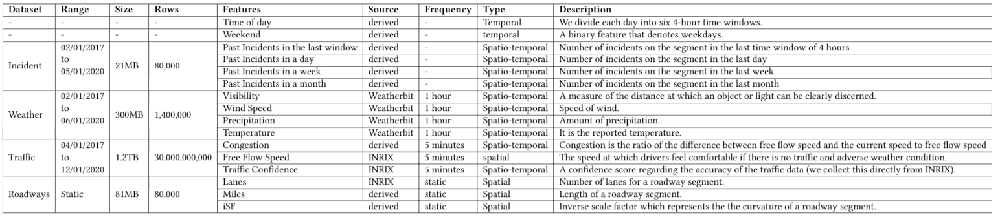 Dataset Range Size Rows Features Source Frequency Type Description
- - - - Time of day derived - Temporal We divide each day into six 4-hour time windows.
- - - - Weekend derived - temporal A binary feature that denotes weekdays.
Incident 02/01/2017 to 05/01/2020 21MB 80,000 Past Incidents in the last window derived - Spatio-temporal Number of incidents on the segment in the last time window of 4 hours
Past Incidents in a day derived - Spatio-temporal Number of incidents on the segment in the last day
Past Incidents in a week derived - Spatio-temporal Number of incidents on the segment in the last week
Past Incidents in a month derived - Spatio-temporal Number of incidents on the segment in the last month
Weather 02/01/2017 to 06/01/2020 300MB 1,400,000 Visibility Weatherbit 1 hour Spatio-temporal A measure of the distance at which an object or light can be clearly discerned.
Wind Speed Weatherbit 1 hour Spatio-temporal Speed of wind.
Precipitation Weatherbit 1 hour Spatio-temporal Amount of precipitation.
Temperature Weatherbit 1 hour Spatio-temporal It is the reported temperature.
Traffic 04/01/2017 to 12/01/2020 1.2TB 30,000,000,000 Congestion derived 5 minutes Spatio-temporal Congestion is the ratio of the difference between free flow speed and the current speed to free flow speed
Free Flow Speed INRIX 5 minutes spatial The speed at which drivers feel comfortable if there is no traffic and adverse weather condition.
Traffic Confidence INRIX 5 minutes Spatio-temporal A confidence score regarding the accuracy of the traffic data (we collect this directly from INRIX).
Roadways Static 81MB 80,000 Lanes INRIX static Spatial Number of lanes for a roadway segment.
Miles derived static Spatial Length of a roadway segment.
iSF derived static Spatial Inverse scale factor which represents the the curvature of a roadway segment.